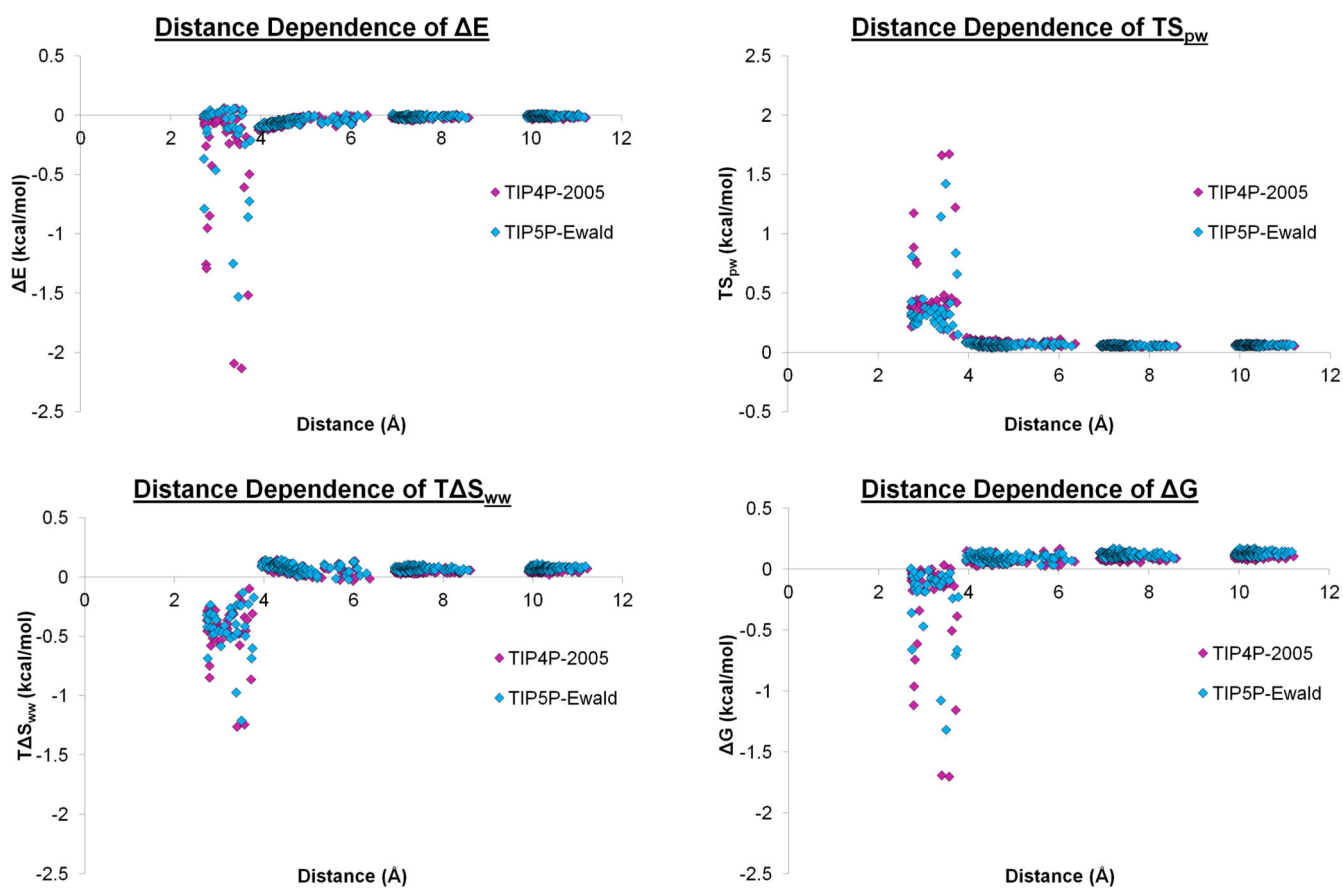 Distance Dependence of ΔE
0.5
0
-0.5
-1
-1.5
-2
-2.5
0
2
4
6
8
10
12
ΔE (kcal/mol)
Distance (Å)
TIP4P-2005
TIP5P-Ewald
Distance Dependence of TSpw
2.5
2
1.5
1
0.5
0
-0.5
0
2
4
6
8
10
12
TSpw (kcal/mol)
Distance (Å)
TIP4P-2005
TIP5P-Ewald
Distance Dependence of TΔSww
0.5
0
-0.5
-1
-1.5
-2
-2.5
0
2
4
6
8
10
12
TΔSww (kcal/mol)
Distance (Å)
TIP4P-2005
TIP5P-Ewald
Distance Dependence of ΔG
0.5
0
-0.5
-1
-1.5
-2
-2.5
0
2
4
6
8
10
12
ΔG (kcal/mol)
Distance (Å)
TIP4P-2005
TIP5P-Ewald